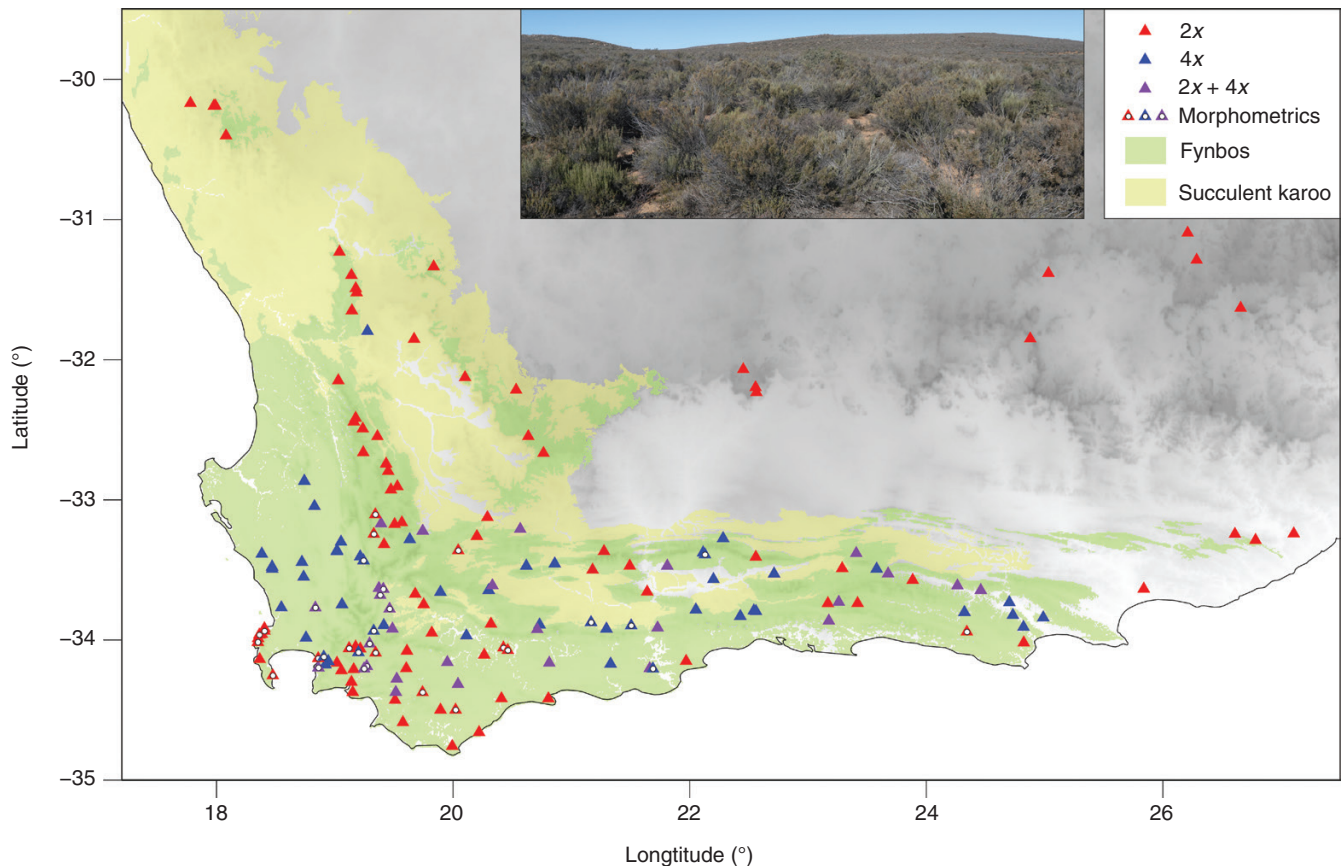 2x
4x
2x + 4x
Morphometrics
Fynbos
Succulent karoo
−30
−31
−32
−33
−34
−35
Latitude (°)
18
20
22
24
26
Longtitude (°)